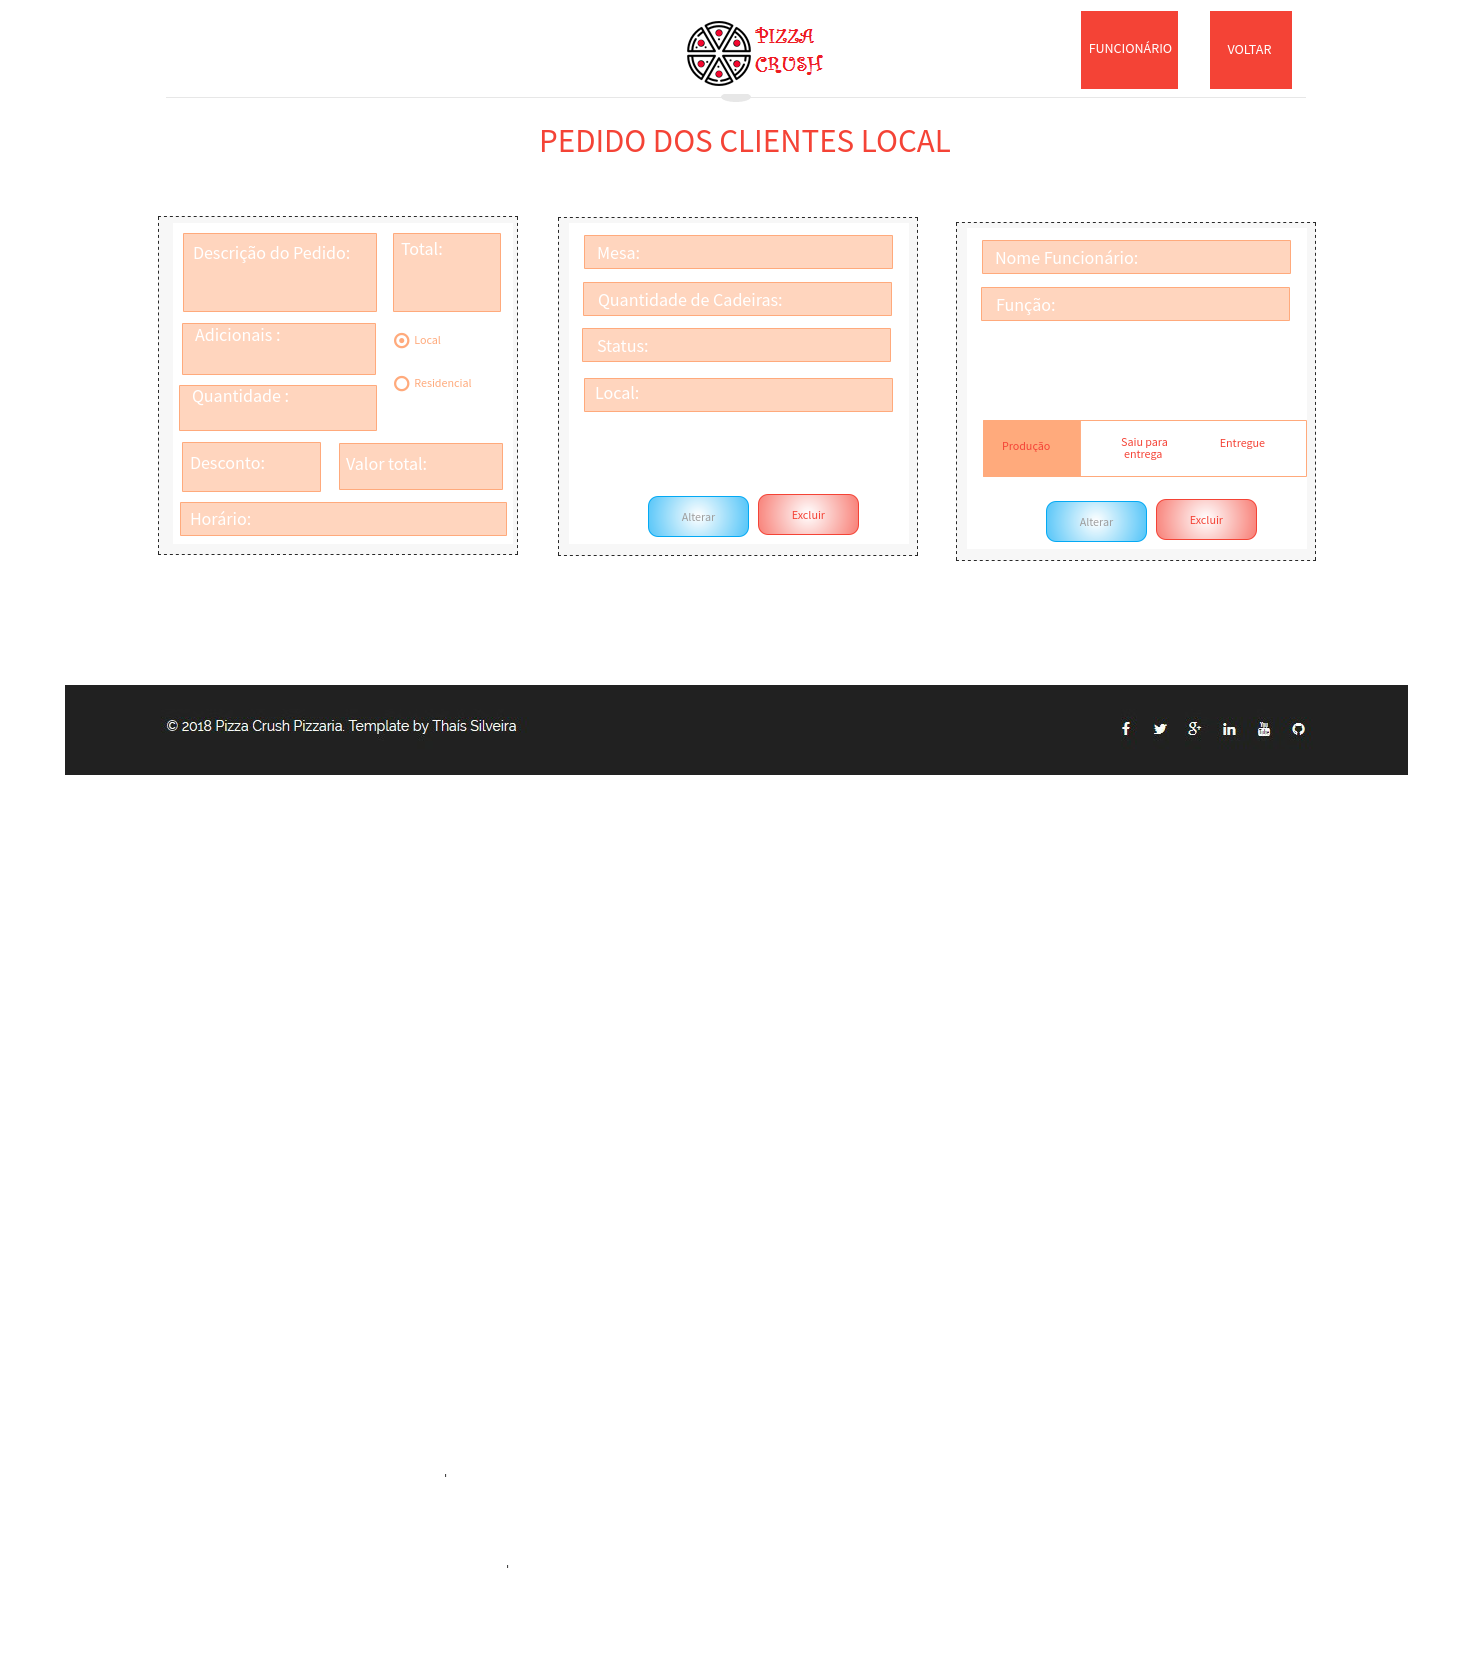 PIZZA
CRUSH
FUNCIONÁRIO
VOLTAR
PEDIDO DOS CLIENTES LOCAL
Descrição do Pedido:
Total:
Adicionais :
Local
Residencial
Quantidade :
Desconto:
Valor total:
Horário:
Mesa:
Quantidade de Cadeiras:
Status:
Local:
Alterar
Excluir
Nome Funcionário:
Função:
Produção
Saiu para
entrega
Entregue
Alterar
Excluir
© 2018 Pizza Crush Pizzaria. Template by Thaís Silveira